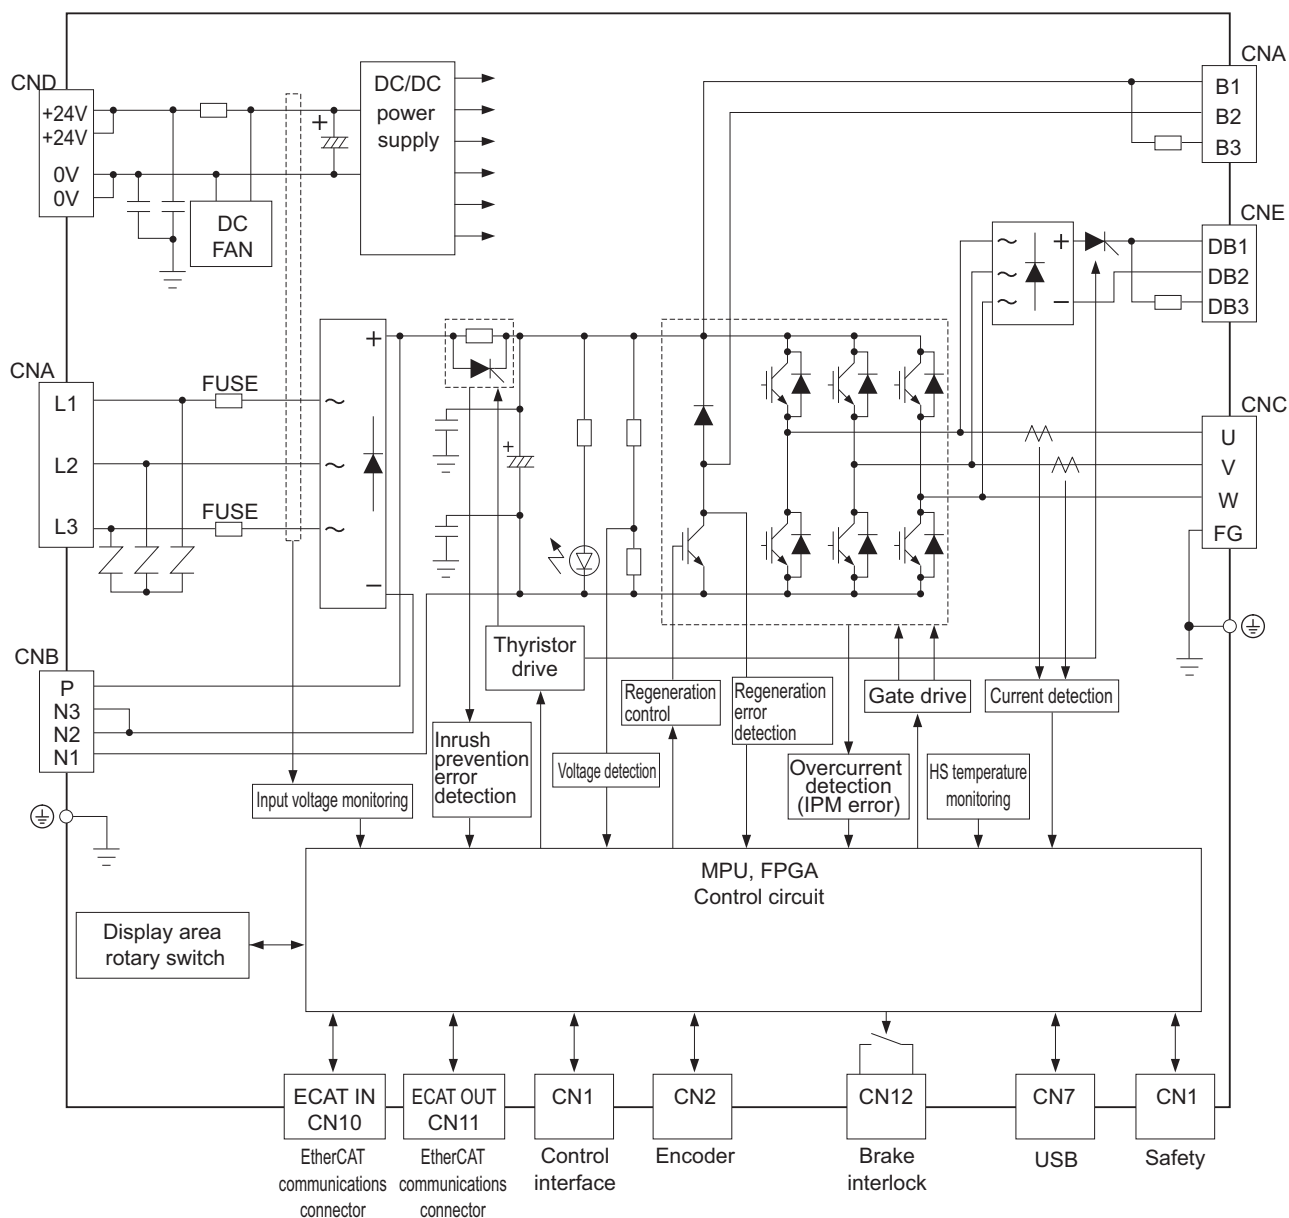 CND
+24V
+24V
0V
0V
DC
FAN
+
DC/DC
power
supply
CNA
B1
B2
B3
CNE
DB1
DB2
DB3
~
~
~
+
−
CNA
L1
L2
L3
FUSE
FUSE
~
~
~
+
−
+
CNC
U
V
W
FG
CNB
P
N3
N2
N1
Thyristor
drive
Inrush
prevention
error
detection
Input voltage monitoring
Voltage detection
Regeneration
control
Regeneration
error
detection
Overcurrent
detection
(IPM error)
Gate drive
HS temperature
monitoring
Current detection
MPU, FPGA
Control circuit
Display area
rotary switch
ECAT IN
CN10
EtherCAT
communications
connector
ECAT OUT
CN11
EtherCAT
communications
connector
CN1
Control
interface
CN2
Encoder
CN12
Brake
interlock
CN7
USB
CN1
Safety